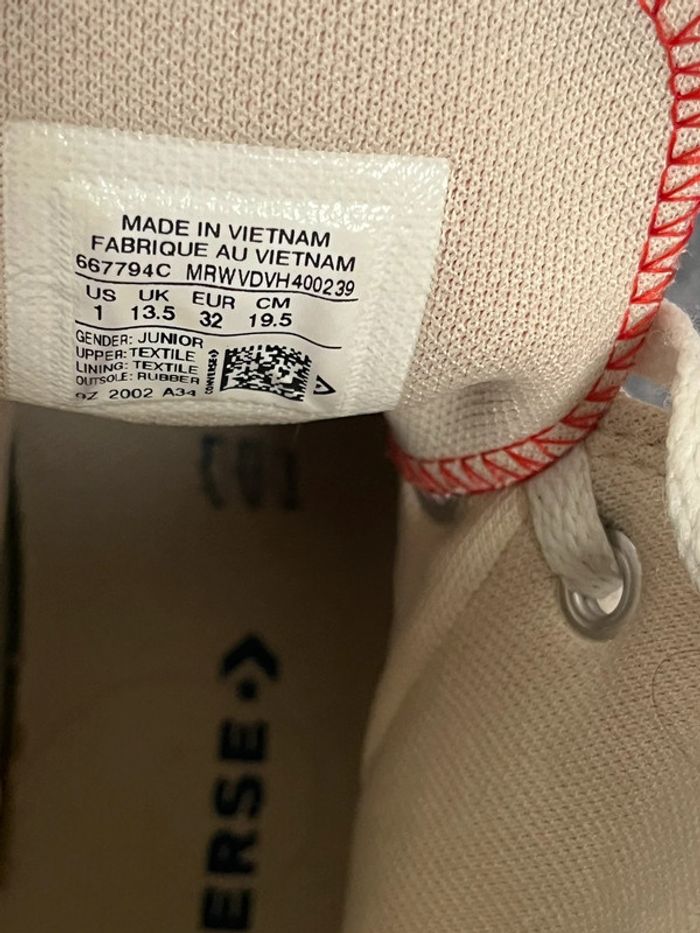 MADE IN VIETNAM
FABRIQUE AU VIETNAM
667794C MRWVDVH400239
US UK EUR CM
1 13.5 32 19.5
GENDER: JUNIOR
UPPER: TEXTILE
LINING: TEXTILE
OUTSOLE: RUBBER
CONVERSE
2002 A34
ERSE